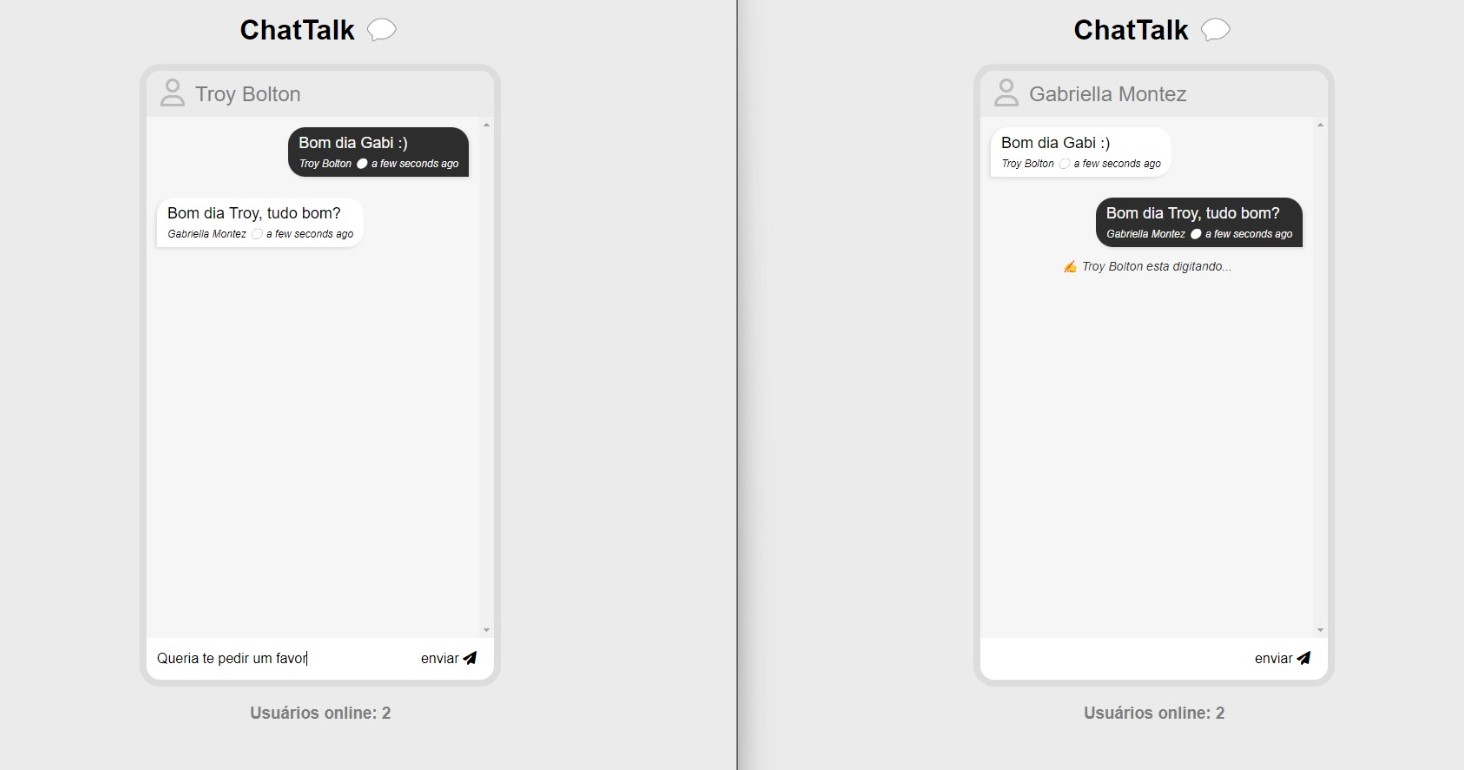 ChatTalk
Troy Bolton
Bom dia Gabi :)
Troy Bolton a few seconds ago
Bom dia Troy, tudo bom?
Gabriella Montez a few seconds ago
Queria te pedir um favor
enviar
Usuários online: 2
ChatTalk
Gabriella Montez
Bom dia Gabi :)
Troy Bolton a few seconds ago
Bom dia Troy, tudo bom?
Gabriella Montez a few seconds ago
✍ Troy Bolton esta digitando...
enviar
Usuários online: 2